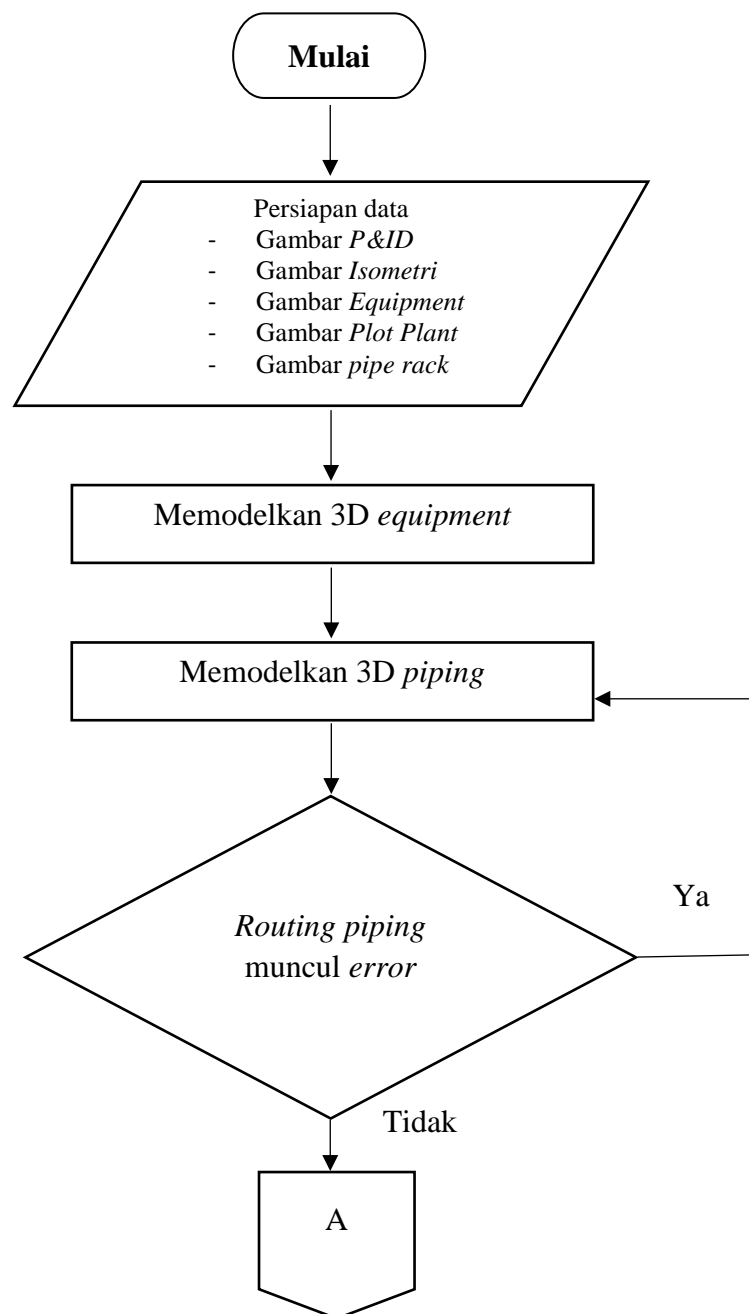 Mulai
Persiapan data
- Gambar P&ID
- Gambar Isometri
- Gambar Equipment
- Gambar Plot Plant
- Gambar pipe rack
Memodelkan 3D equipment
Memodelkan 3D piping
Ya
Routing piping
muncul error
Tidak
A